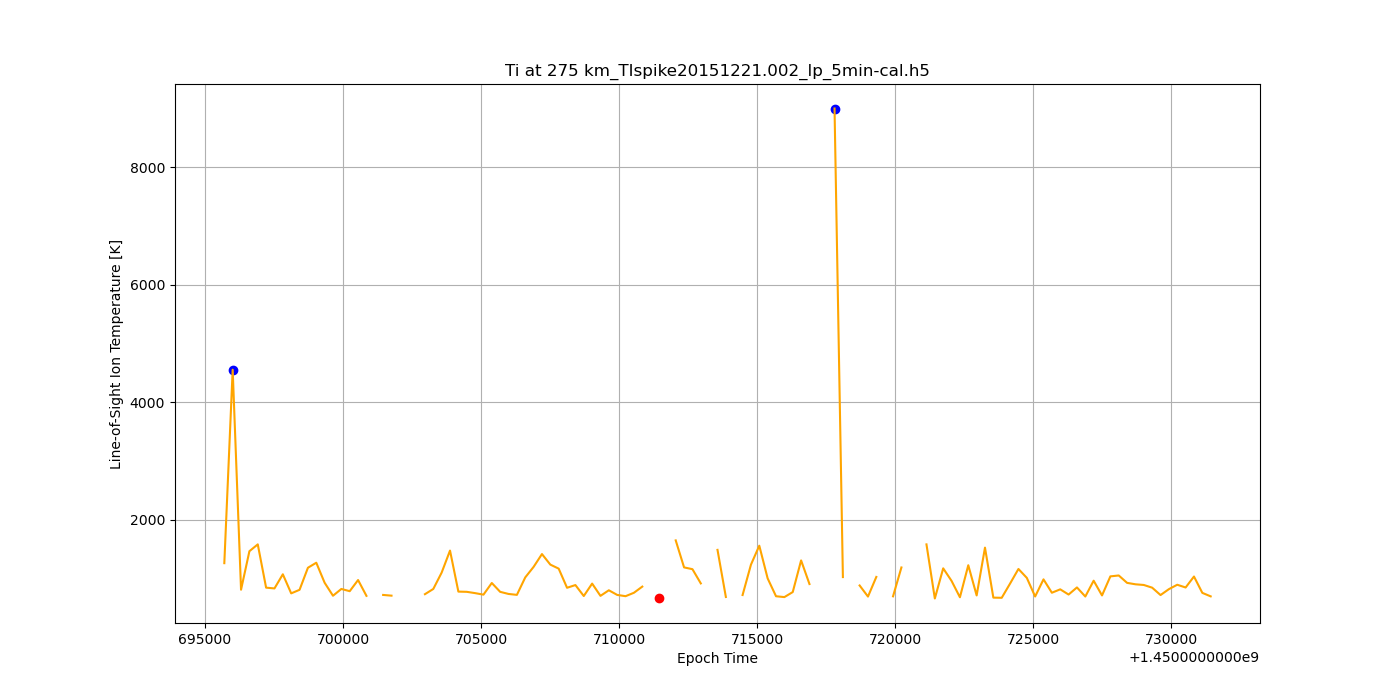 Ti at 275 km_TIspike20151221.002_lp_5min-cal.h5
Line-of-Sight Ion Temperature [K]
8000
6000
4000
2000
695000 700000 705000 710000 715000 720000 725000 730000
Epoch Time
+1.4500000000e9